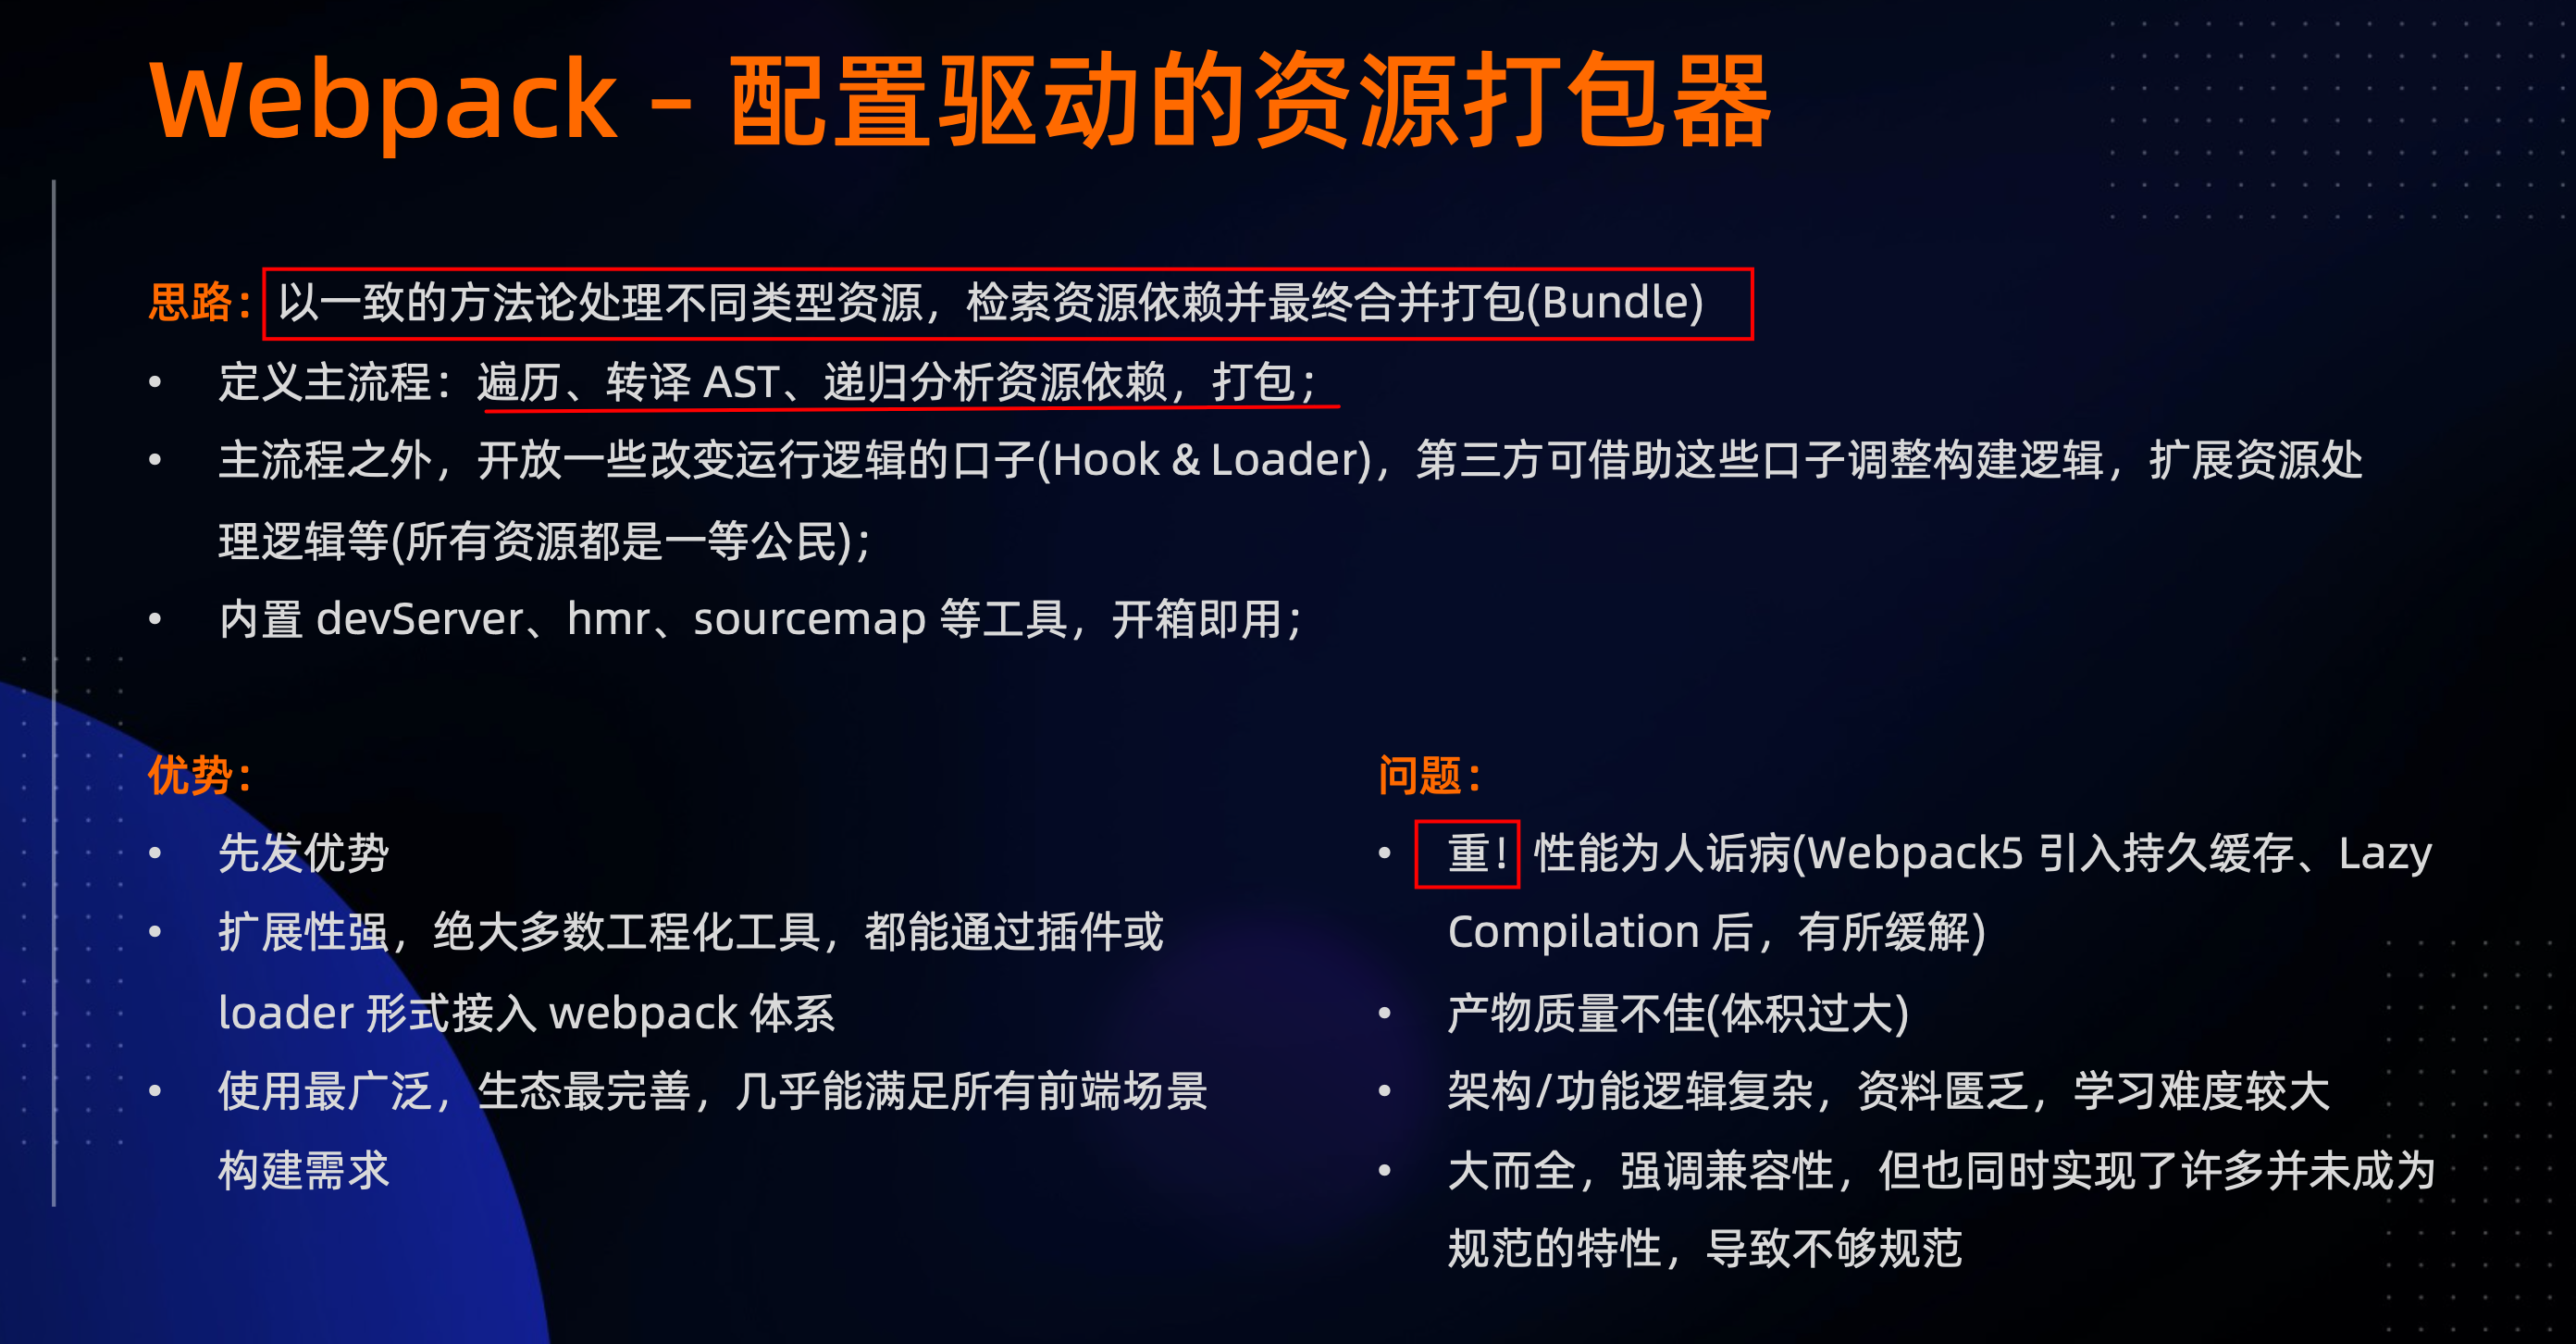 Webpack – 配置驱动的资源打包器
思路：以一致的方法论处理不同类型资源，检索资源依赖并最终合并打包(Bundle)
• 定义主流程：遍历、转译 AST、递归分析资源依赖，打包；
• 主流程之外，开放一些改变运行逻辑的口子(Hook & Loader)，第三方可借助这些口子调整构建逻辑，扩展资源处
理逻辑等(所有资源都是一等公民)；
• 内置 devServer、hmr、sourcemap 等工具，开箱即用；
优势：
• 先发优势
• 扩展性强，绝大多数工程化工具，都能通过插件或
loader 形式接入 webpack 体系
• 使用最广泛，生态最完善，几乎能满足所有前端场景
构建需求
问题：
• 重！性能为人诟病(Webpack5 引入持久缓存、Lazy
Compilation 后，有所缓解)
• 产物质量不佳(体积过大)
• 架构/功能逻辑复杂，资料匮乏，学习难度较大
• 大而全，强调兼容性，但也同时实现了许多并未成为
规范的特性，导致不够规范